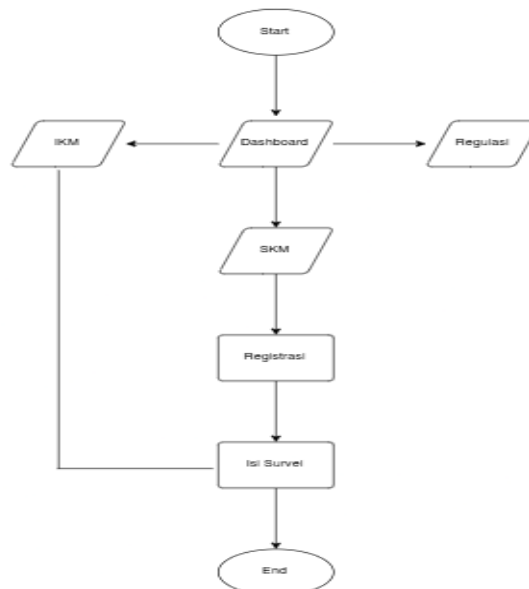 Start
IKM
Dashboard
Regulasi
SKM
Registrasi
Isi Survei
End